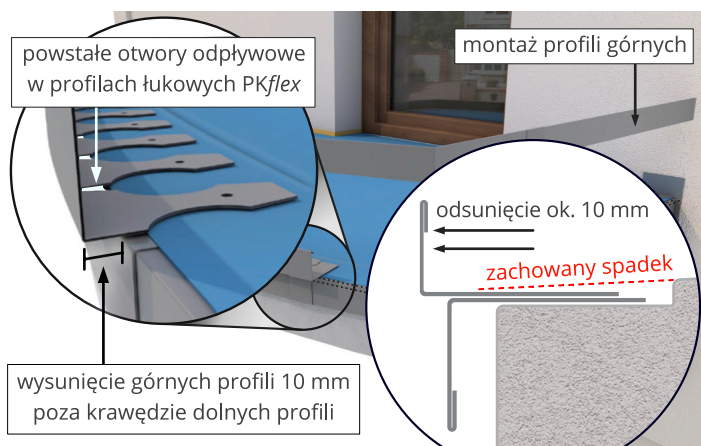 powstałe otwory odpływowe
w profilach łukowych PKflex
montaż profili górnych
odsunięcie ok. 10 mm
zachowany spadek
wysunięcie górnych profili 10 mm
poza krawędzie dolnych profili